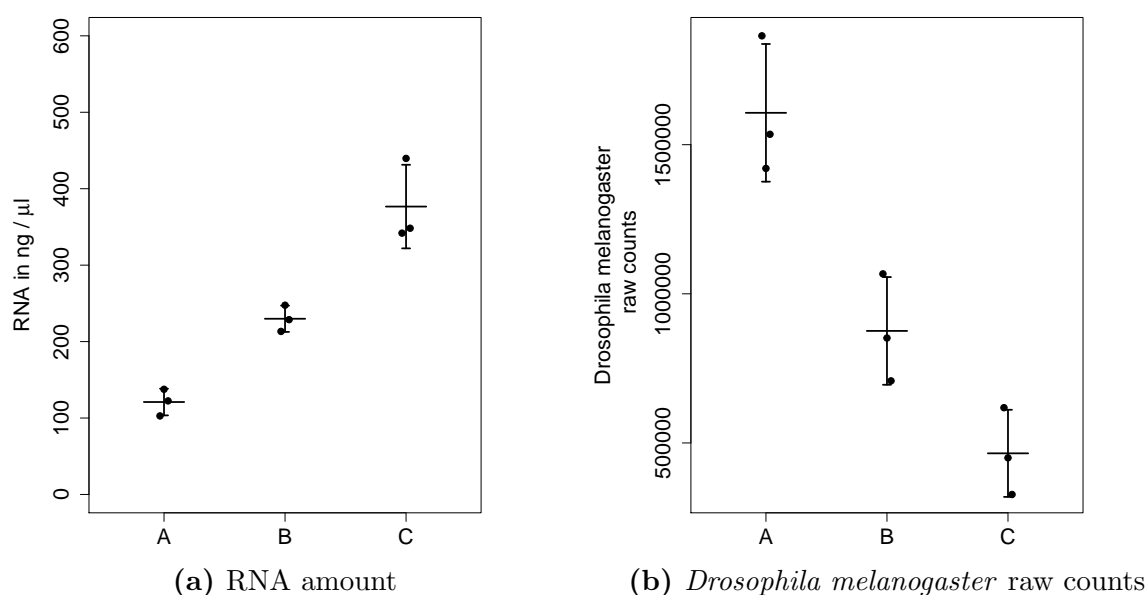 RNA in ng / μl
600
500
400
300
200
100
0
A B C
(a) RNA amount
Drosophila melanogaster
raw counts
1500000
1000000
500000
A B C
(b) Drosophila melanogaster raw counts